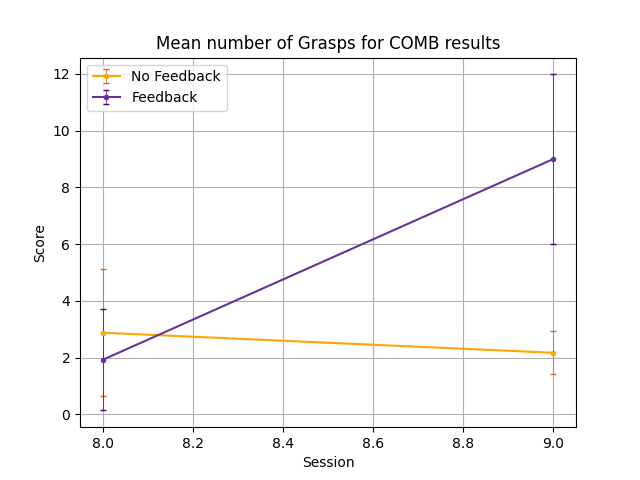 Mean number of Grasps for COMB results
No Feedback
Feedback
12
10
8
6
4
2
0
Score
8.0 8.2 8.4 8.6 8.8 9.0
Session